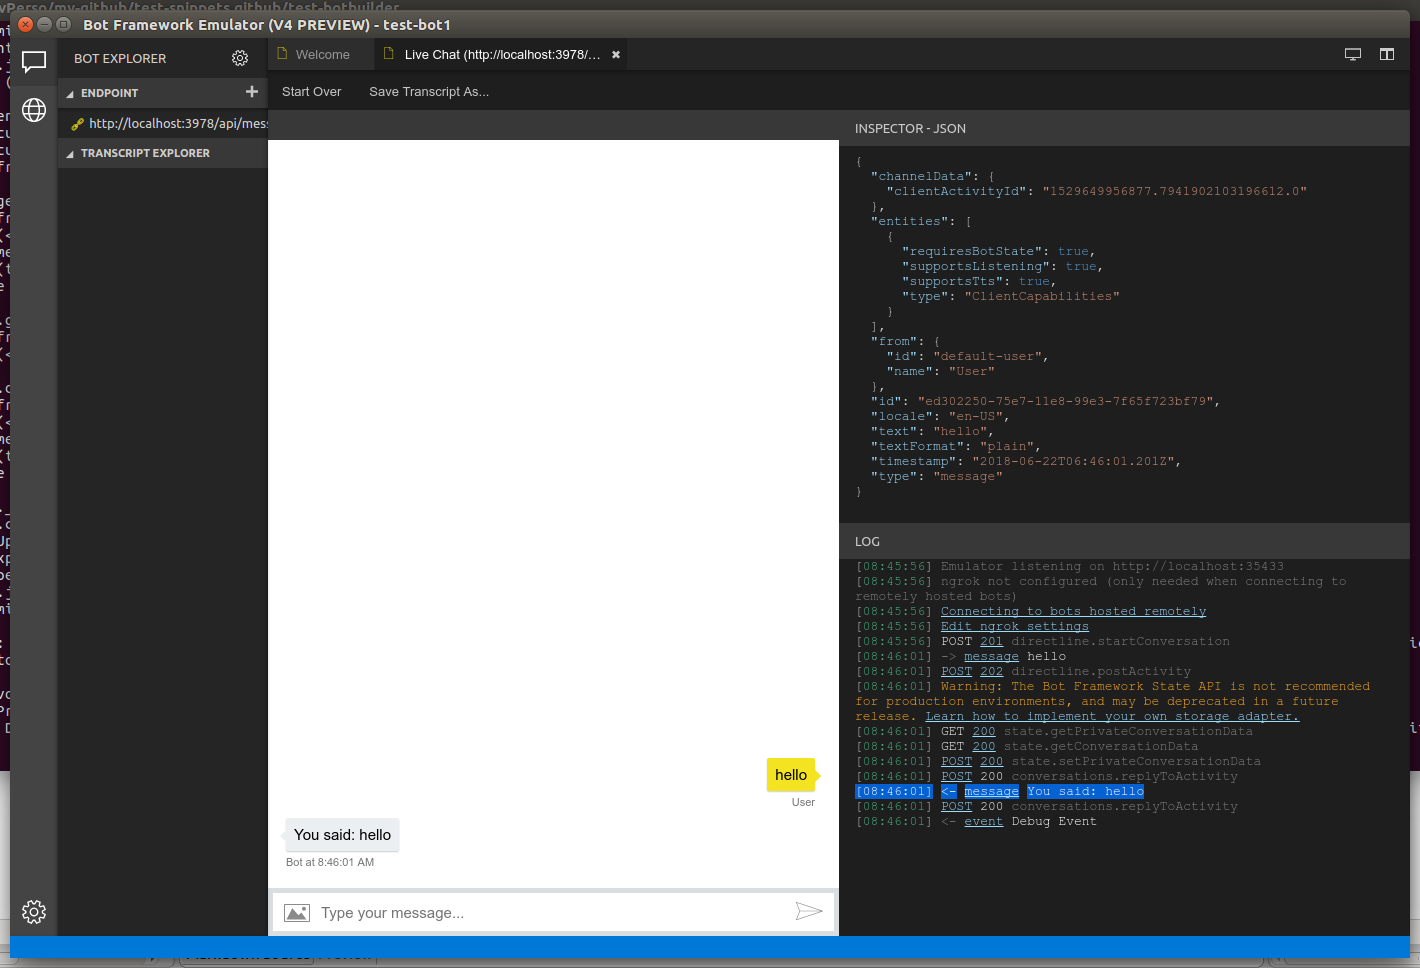 vPerso/my-github/test-snippets.github/test-botbuilder
Bot Framework Emulator (V4 PREVIEW) - test-bot1
BOT EXPLORER
Welcome
Live Chat (http://localhost:3978/...
ENDPOINT
http://localhost:3978/api/mess
TRANSCRIPT EXPLORER
Start Over
Save Transcript As...
hello
User
You said: hello
Bot at 8:46:01 AM
Type your message...
INSPECTOR - JSON
{
"channelData": {
"clientActivityId": "1529649956877.7941902103196612.0"
},
"entities": [
{
"requiresBotState": true,
"supportsListening": true,
"supportsTts": true,
"type": "ClientCapabilities"
}
],
"from": {
"id": "default-user",
"name": "User"
},
"id": "ed302250-75e7-11e8-99e3-7f65f723bf79",
"locale": "en-US",
"text": "hello",
"textFormat": "plain",
"timestamp": "2018-06-22T06:46:01.201Z",
"type": "message"
}
LOG
[08:45:56] Emulator listening on http://localhost:35433
[08:45:56] ngrok not configured (only needed when connecting to
remotely hosted bots)
[08:45:56] Connecting to bots hosted remotely
[08:45:56] Edit ngrok settings
[08:45:56] POST 201 directline.startConversation
[08:46:01] -> message hello
[08:46:01] POST 202 directline.postActivity
[08:46:01] Warning: The Bot Framework State API is not recommended
for production environments, and may be deprecated in a future
release. Learn how to implement your own storage adapter.
[08:46:01] GET 200 state.getPrivateConversationData
[08:46:01] GET 200 state.getConversationData
[08:46:01] POST 200 state.setPrivateConversationData
[08:46:01] POST 200 conversations.replyToActivity
[08:46:01] <- message You said: hello
[08:46:01] POST 200 conversations.replyToActivity
[08:46:01] <- event Debug Event